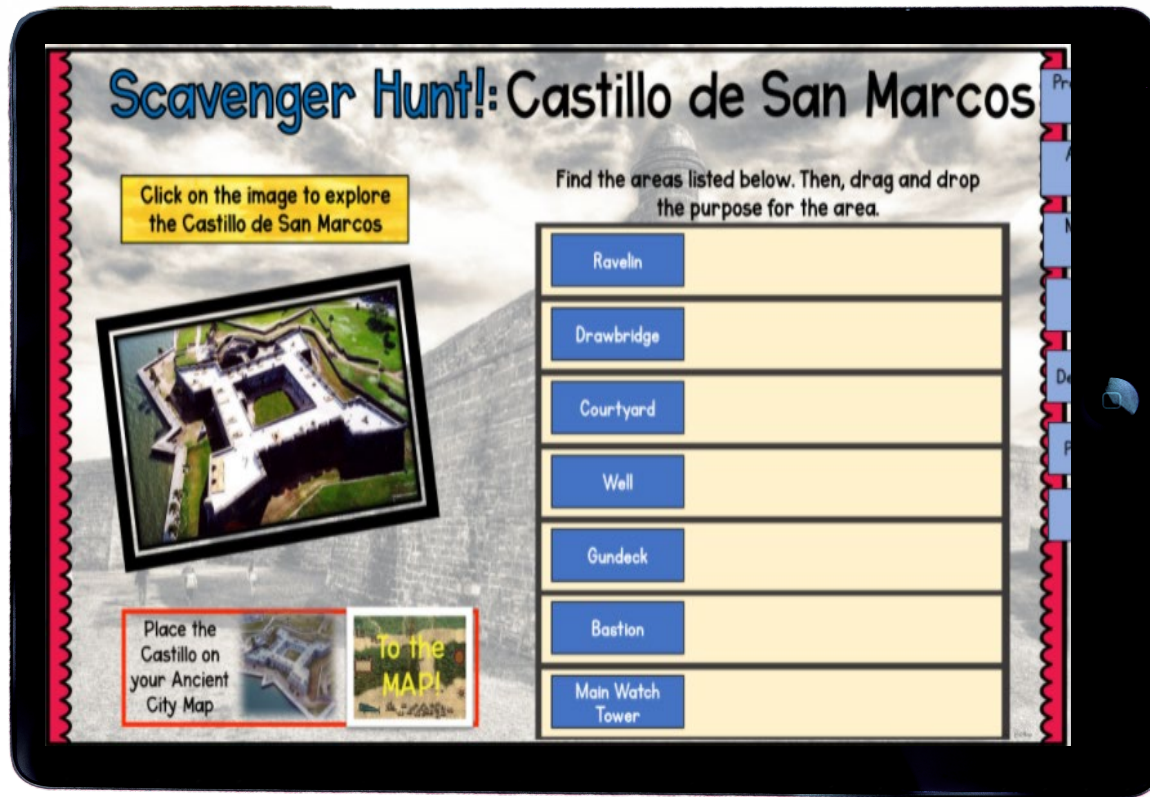 Scavenger Hunt!: Castillo de San Marcos
Click on the image to explore
the Castillo de San Marcos
Find the areas listed below. Then, drag and drop
the purpose for the area.
Ravelin
Drawbridge
Courtyard
Well
Gundeck
Bastion
Main Watch
Tower
Place the
Castillo on
your Ancient
City Map
To the
MAP!